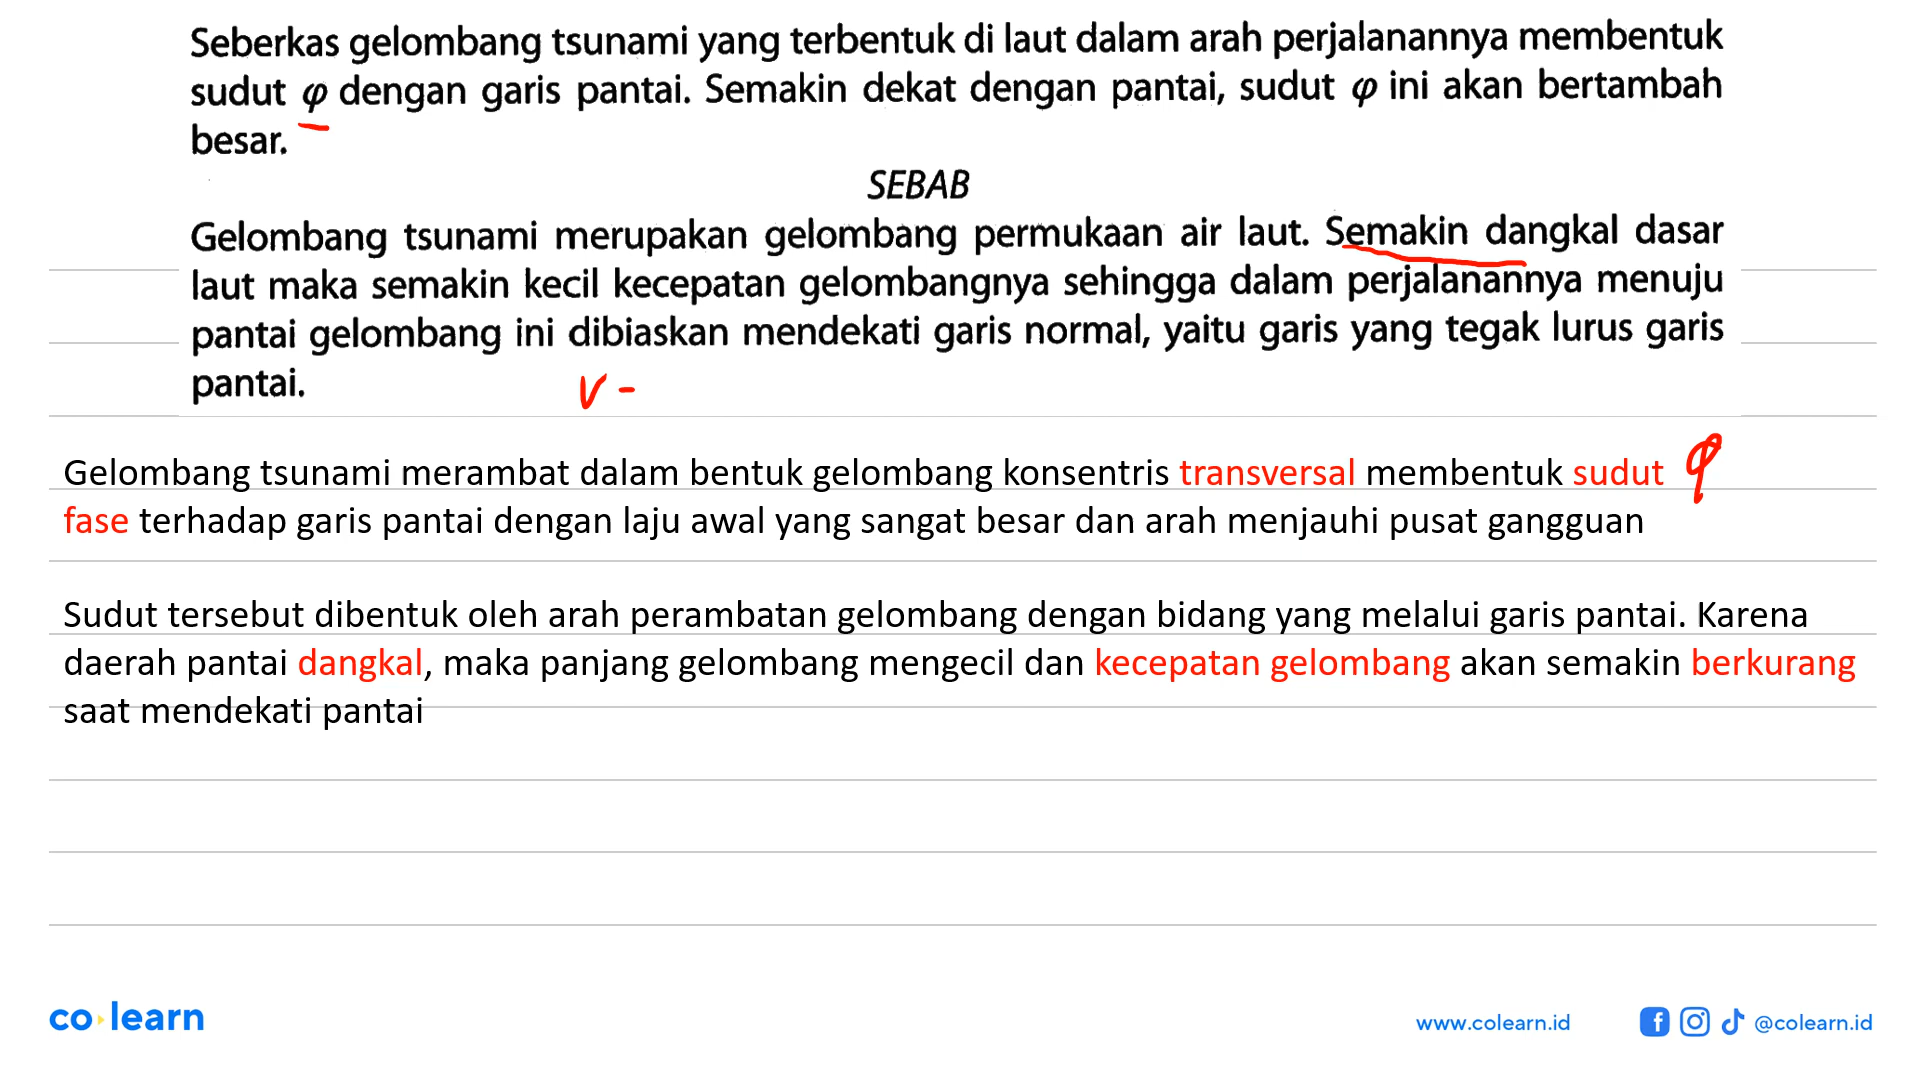 Seberkas gelombang tsunami yang terbentuk di laut dalam arah perjalanannya membentuk
sudut φ dengan garis pantai. Semakin dekat dengan pantai, sudut φ ini akan bertambah
besar.
SEBAB
Gelombang tsunami merupakan gelombang permukaan air laut. Semakin dangkal dasar
laut maka semakin kecil kecepatan gelombangnya sehingga dalam perjalanannya menuju
pantai gelombang ini dibiaskan mendekati garis normal, yaitu garis yang tegak lurus garis
pantai.
v -
Gelombang tsunami merambat dalam bentuk gelombang konsentris transversal membentuk sudut φ
fase terhadap garis pantai dengan laju awal yang sangat besar dan arah menjauhi pusat gangguan
Sudut tersebut dibentuk oleh arah perambatan gelombang dengan bidang yang melalui garis pantai. Karena
daerah pantai dangkal, maka panjang gelombang mengecil dan kecepatan gelombang akan semakin berkurang
saat mendekati pantai
co learn
www.colearn.id
@colearn.id